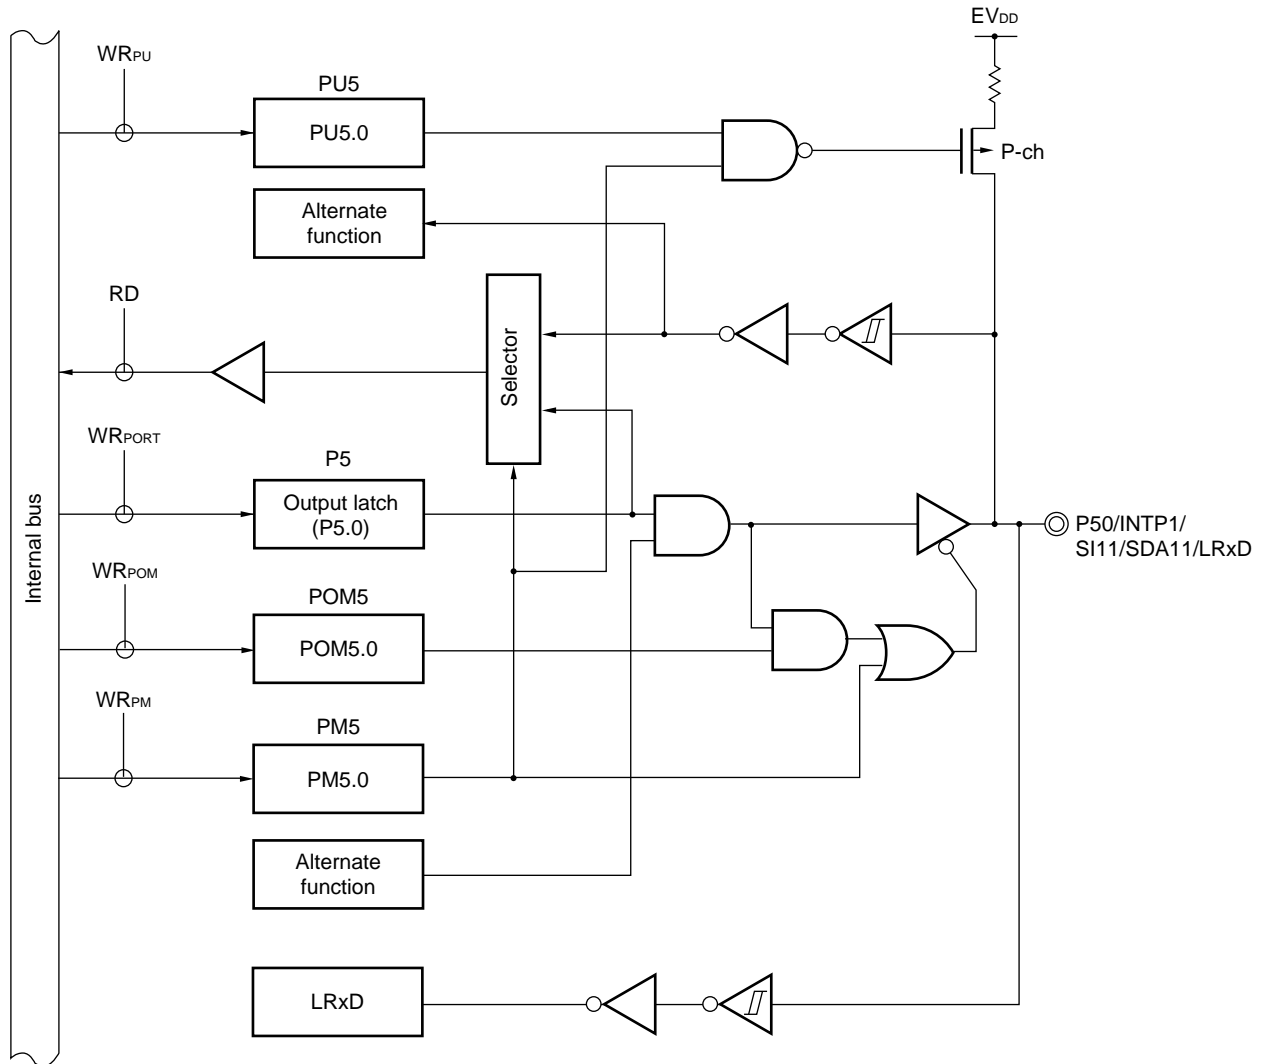 EVDD
WRPU
PU5
PU5.0
P-ch
Alternate
function
RD
Selector
WRPORT
P5
Output latch
(P5.0)
Internal bus
P50/INTP1/
SI11/SDA11/LRxD
WRPOM
POM5
POM5.0
WRPM
PM5
PM5.0
Alternate
function
LRxD